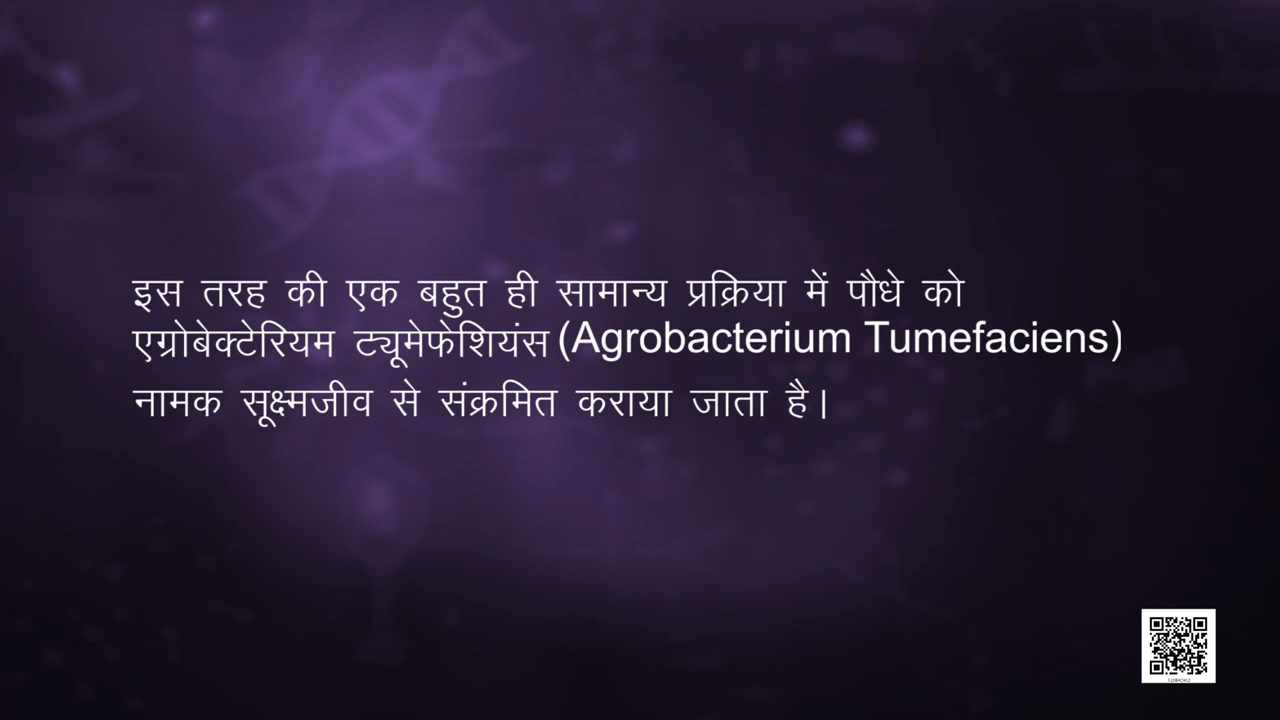 इस तरह की एक बहुत ही सामान्य प्रक्रिया में पौधे को
एग्रोबेक्टेरियम ट्यूमेफेशियंस (Agrobacterium Tumefaciens)
नामक सूक्ष्मजीव से संक्रमित कराया जाता है।